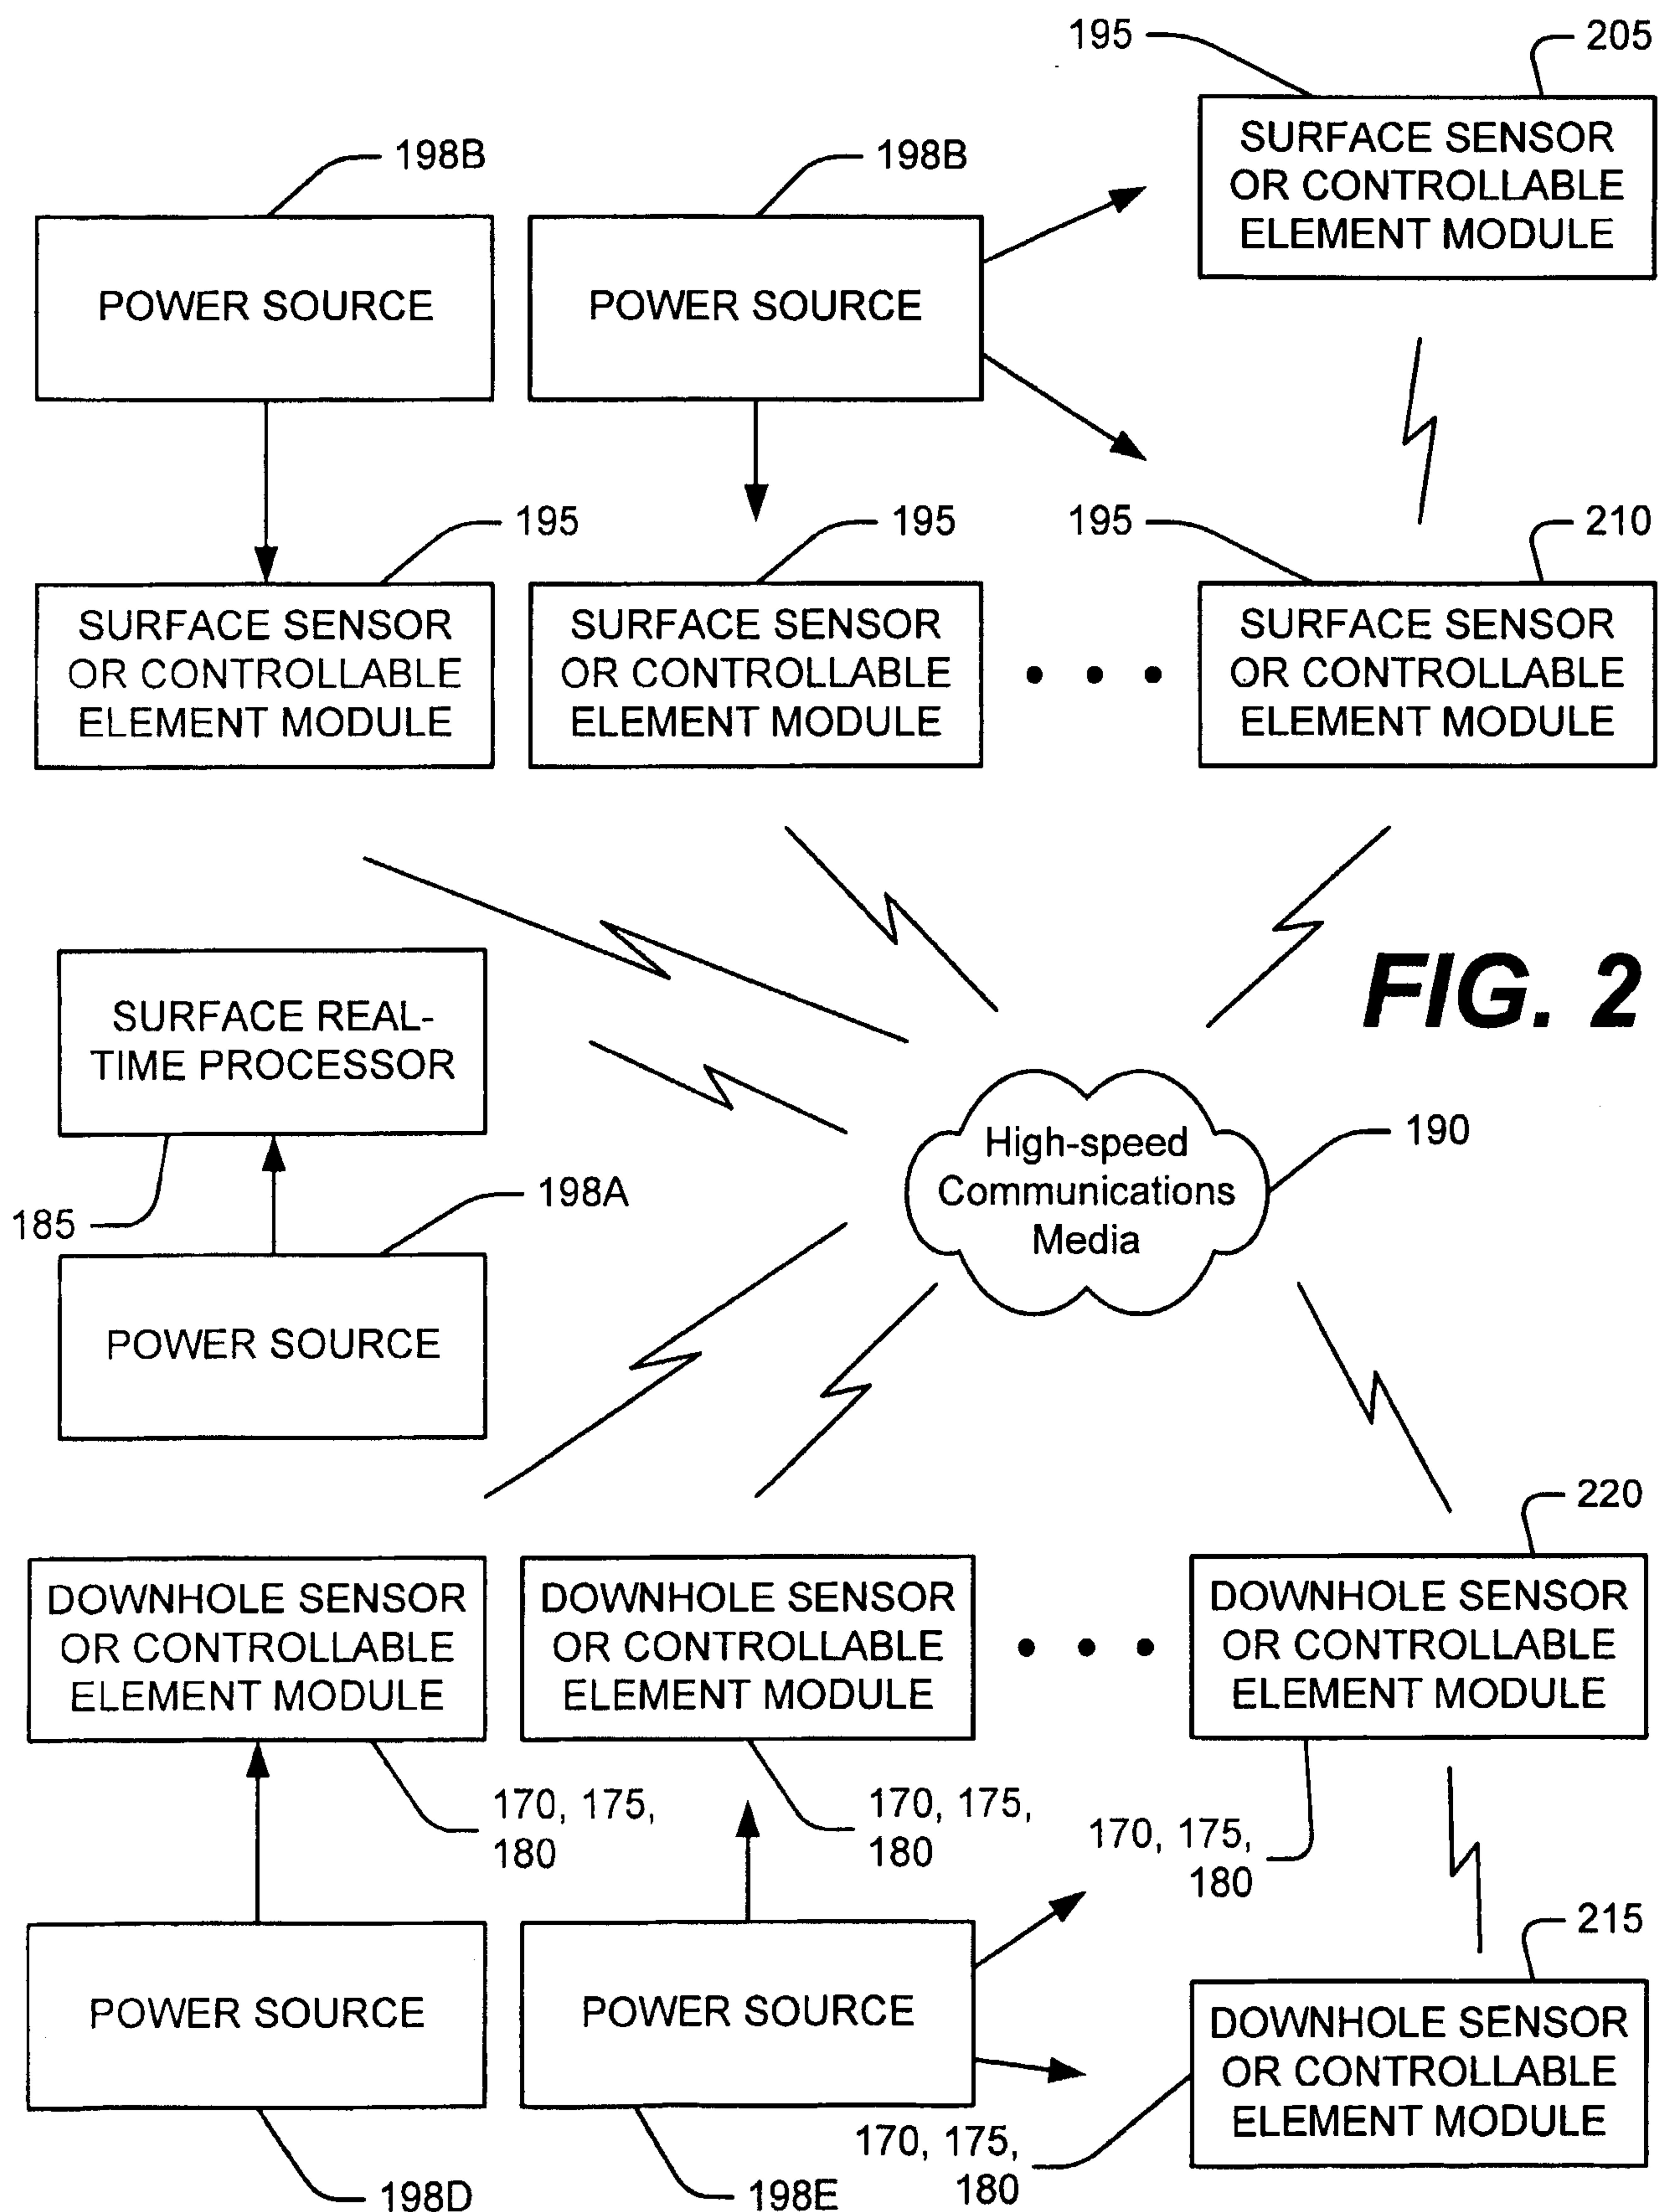 195
205
SURFACE SENSOR
OR CONTROLLABLE
ELEMENT MODULE
198B
198B
POWER SOURCE
POWER SOURCE
195
195
195
210
SURFACE SENSOR
OR CONTROLLABLE
ELEMENT MODULE
SURFACE SENSOR
OR CONTROLLABLE
ELEMENT MODULE
SURFACE SENSOR
OR CONTROLLABLE
ELEMENT MODULE
FIG. 2
SURFACE REAL-
TIME PROCESSOR
185
198A
POWER SOURCE
High-speed
Communications
Media
190
220
DOWNHOLE SENSOR
OR CONTROLLABLE
ELEMENT MODULE
DOWNHOLE SENSOR
OR CONTROLLABLE
ELEMENT MODULE
DOWNHOLE SENSOR
OR CONTROLLABLE
ELEMENT MODULE
170, 175,
180
170, 175,
180
170, 175,
180
215
POWER SOURCE
POWER SOURCE
DOWNHOLE SENSOR
OR CONTROLLABLE
ELEMENT MODULE
170, 175,
180
198D
198E